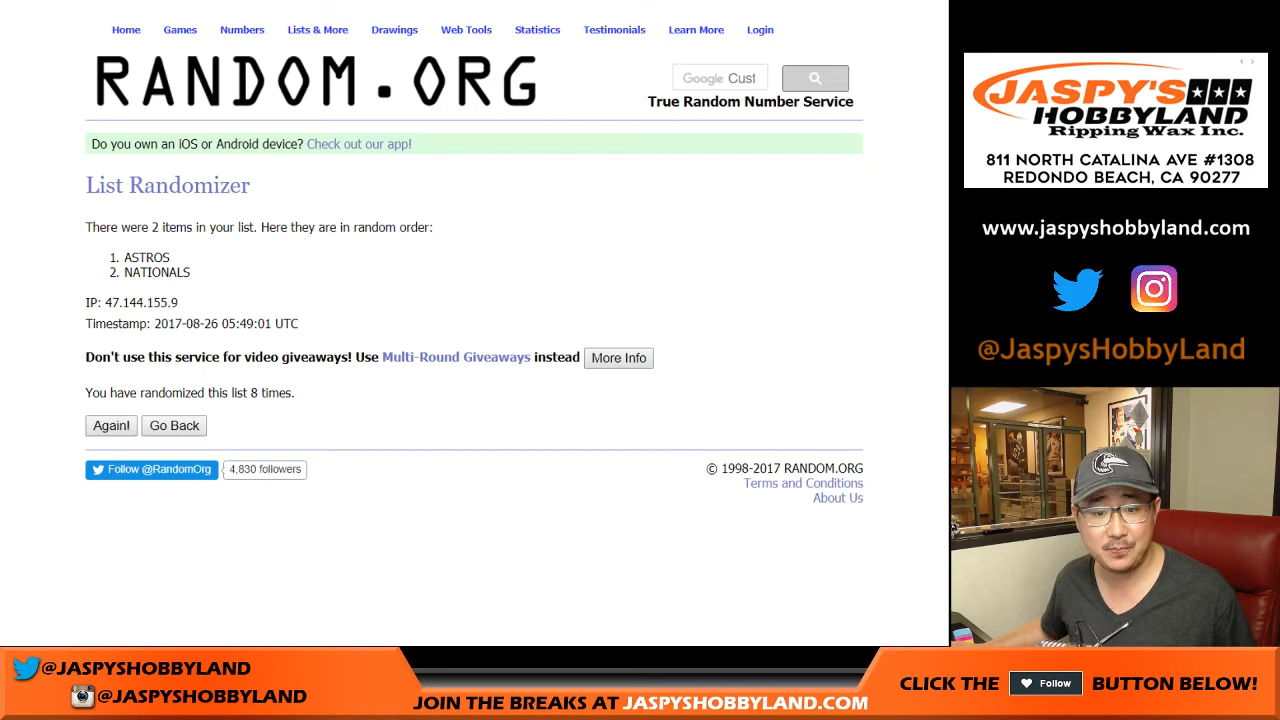 Home Games Numbers Lists & More Drawings Web Tools Statistics Testimonials Learn More Login
RANDOM.ORG
Google Cust
True Random Number Service
Do you own an iOS or Android device? Check out our app!
List Randomizer
There were 2 items in your list. Here they are in random order:
1. ASTROS
2. NATIONALS
IP: 47.144.155.9
Timestamp: 2017-08-26 05:49:01 UTC
Don't use this service for video giveaways! Use Multi-Round Giveaways instead More Info
You have randomized this list 8 times.
Again! Go Back
Follow @RandomOrg 4,830 followers
© 1998-2017 RANDOM.ORG
Terms and Conditions
About Us
JASPY'S
HOBBYLAND
Ripping Wax Inc.
811 NORTH CATALINA AVE #1308
REDONDO BEACH, CA 90277
www.jaspyshobbyland.com
@JaspysHobbyLand
@JASPYSHOBBYLAND
@JASPYSHOBBYLAND
JOIN THE BREAKS AT JASPYSHOBBYLAND.COM
CLICK THE Follow BUTTON BELOW!